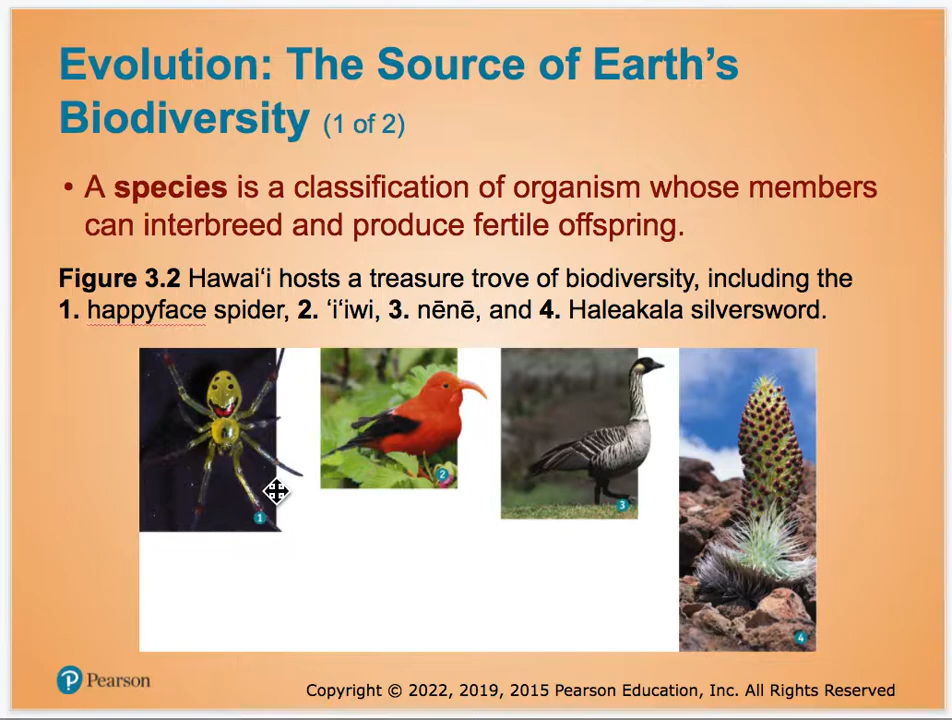 Evolution: The Source of Earth’s
Biodiversity (1 of 2)
• A species is a classification of organism whose members
can interbreed and produce fertile offspring.
Figure 3.2 Hawaiʻi hosts a treasure trove of biodiversity, including the
1. happyface spider, 2. ʻiʻiwi, 3. nēnē, and 4. Haleakala silversword.
1
2
3
4
P Pearson
Copyright © 2022, 2019, 2015 Pearson Education, Inc. All Rights Reserved